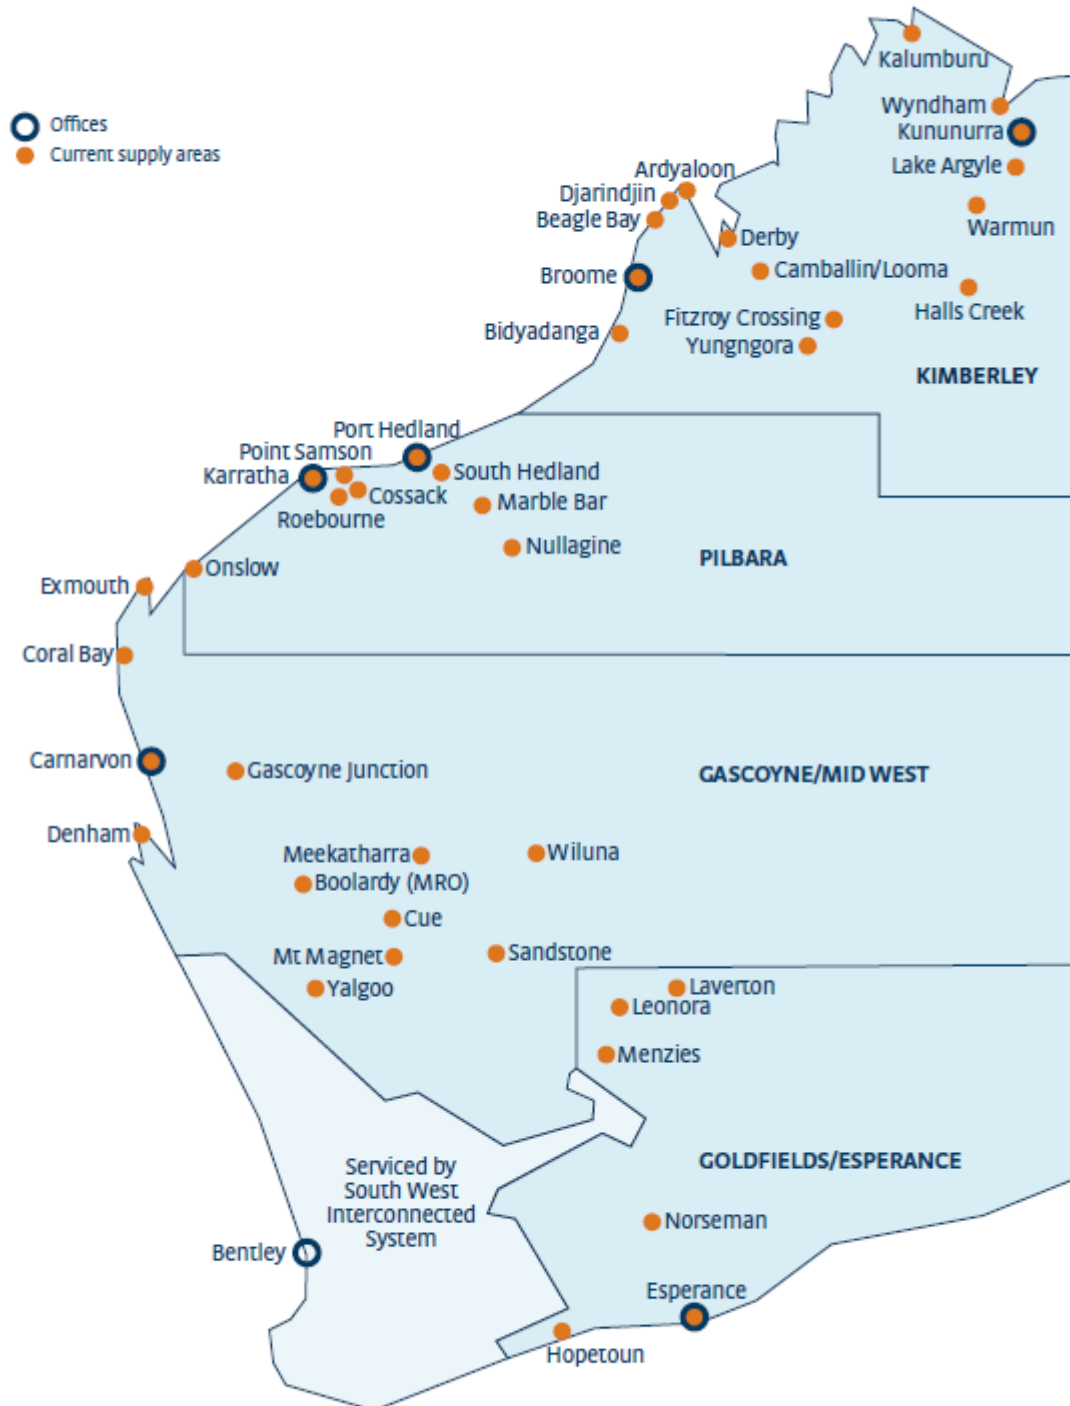 Offices
Current supply areas
Kalumburu
Wyndham
Kununurra
Lake Argyle
Warmun
Ardyaloon
Djarindjin
Beagle Bay
Derby
Broome
Camballin/Looma
Halls Creek
Fitzroy Crossing
Bidyadanga
Yungngora
KIMBERLEY
Port Hedland
Point Samson
Karratha
South Hedland
Cossack
Marble Bar
Roebourne
Nullagine
PILBARA
Onslow
Exmouth
Coral Bay
Carnarvon
Gascoyne Junction
GASCOYNE/MID WEST
Denham
Meekatharra
Wiluna
Boolardy (MRO)
Cue
Mt Magnet
Sandstone
Yalgoo
Laverton
Leonora
Menzies
GOLDFIELDS/ESPERANCE
Serviced by
South West
Interconnected
System
Norseman
Bentley
Esperance
Hopetoun